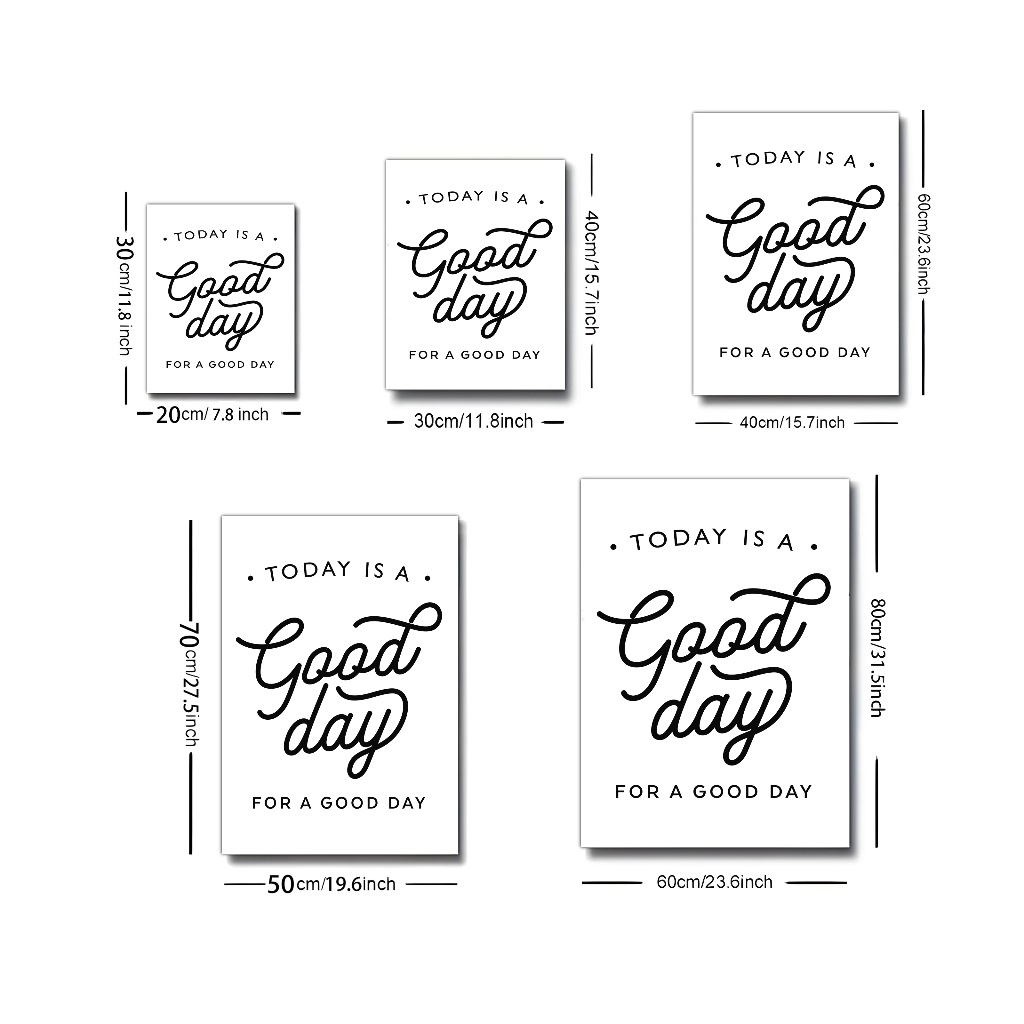 · TODAY IS A ·
Good
day
FOR A GOOD DAY
30cm/11.8 inch
20cm/ 7.8 inch
· TODAY IS A ·
Good
day
FOR A GOOD DAY
40cm/15.7inch
30cm/11.8inch
· TODAY IS A ·
Good
day
FOR A GOOD DAY
60cm/23.6inch
40cm/15.7inch
70cm/27.5inch
· TODAY IS A ·
Good
day
FOR A GOOD DAY
50cm/19.6inch
· TODAY IS A ·
Good
day
FOR A GOOD DAY
80cm/31.5inch
60cm/23.6inch